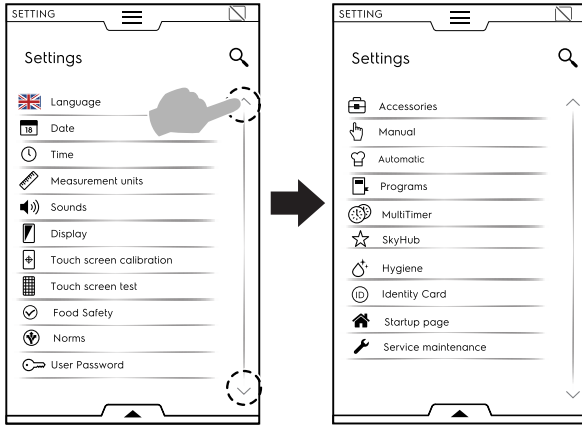 SETTING
Settings
Language
18 Date
Time
Measurement units
Sounds
Display
Touch screen calibration
Touch screen test
Food Safety
Norms
User Password
SETTING
Settings
Accessories
Manual
Automatic
Programs
MultiTimer
SkyHub
Hygiene
ID Identity Card
Startup page
Service maintenance